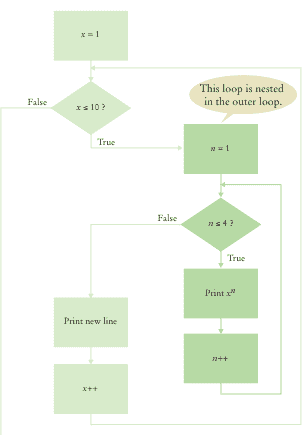 x = 1
x ≤ 10 ?
False
True
This loop is nested
in the outer loop.
n = 1
n ≤ 4 ?
False
True
Print xⁿ
n++
Print new line
x++